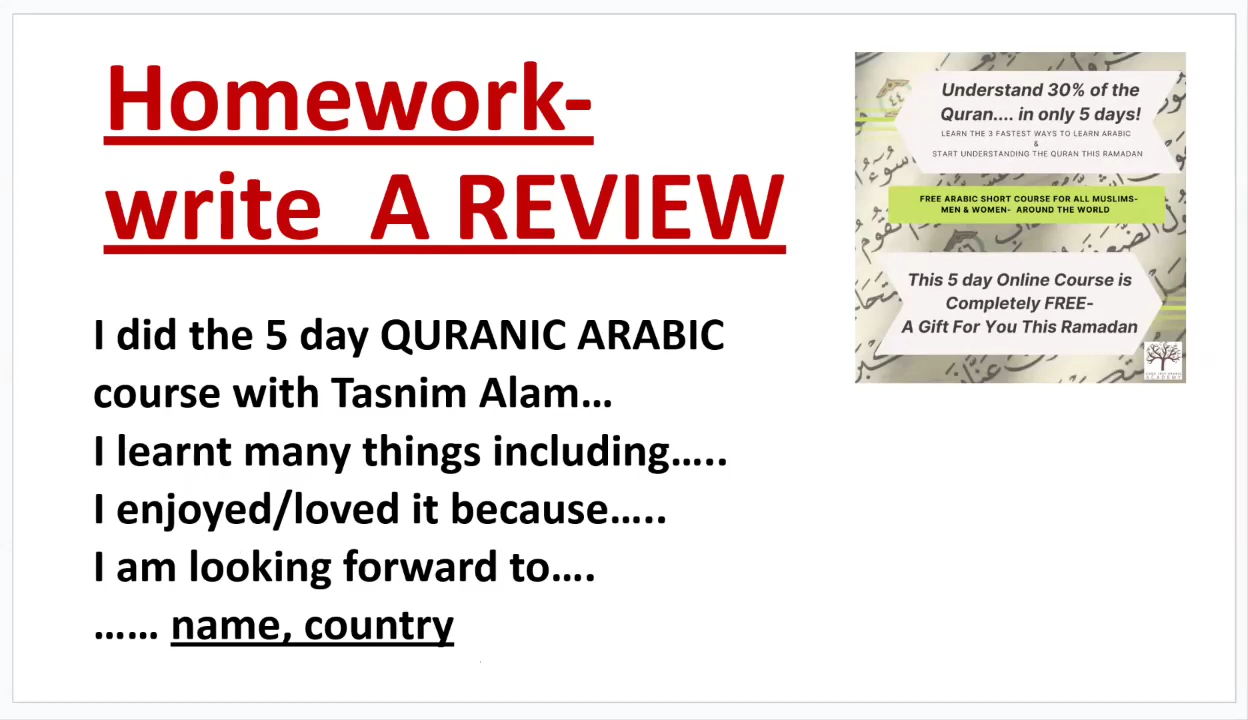 Homework-
write A REVIEW
I did the 5 day QURANIC ARABIC
course with Tasnim Alam...
I learnt many things including…..
I enjoyed/loved it because…..
I am looking forward to….
…… name, country
Understand 30% of the
Quran.... in only 5 days!
LEARN THE 3 FASTEST WAYS TO LEARN ARABIC
&
START UNDERSTANDING THE QURAN THIS RAMADAN
FREE ARABIC SHORT COURSE FOR ALL MUSLIMS-
MEN & WOMEN- AROUND THE WORLD
This 5 day Online Course is
Completely FREE-
A Gift For You This Ramadan